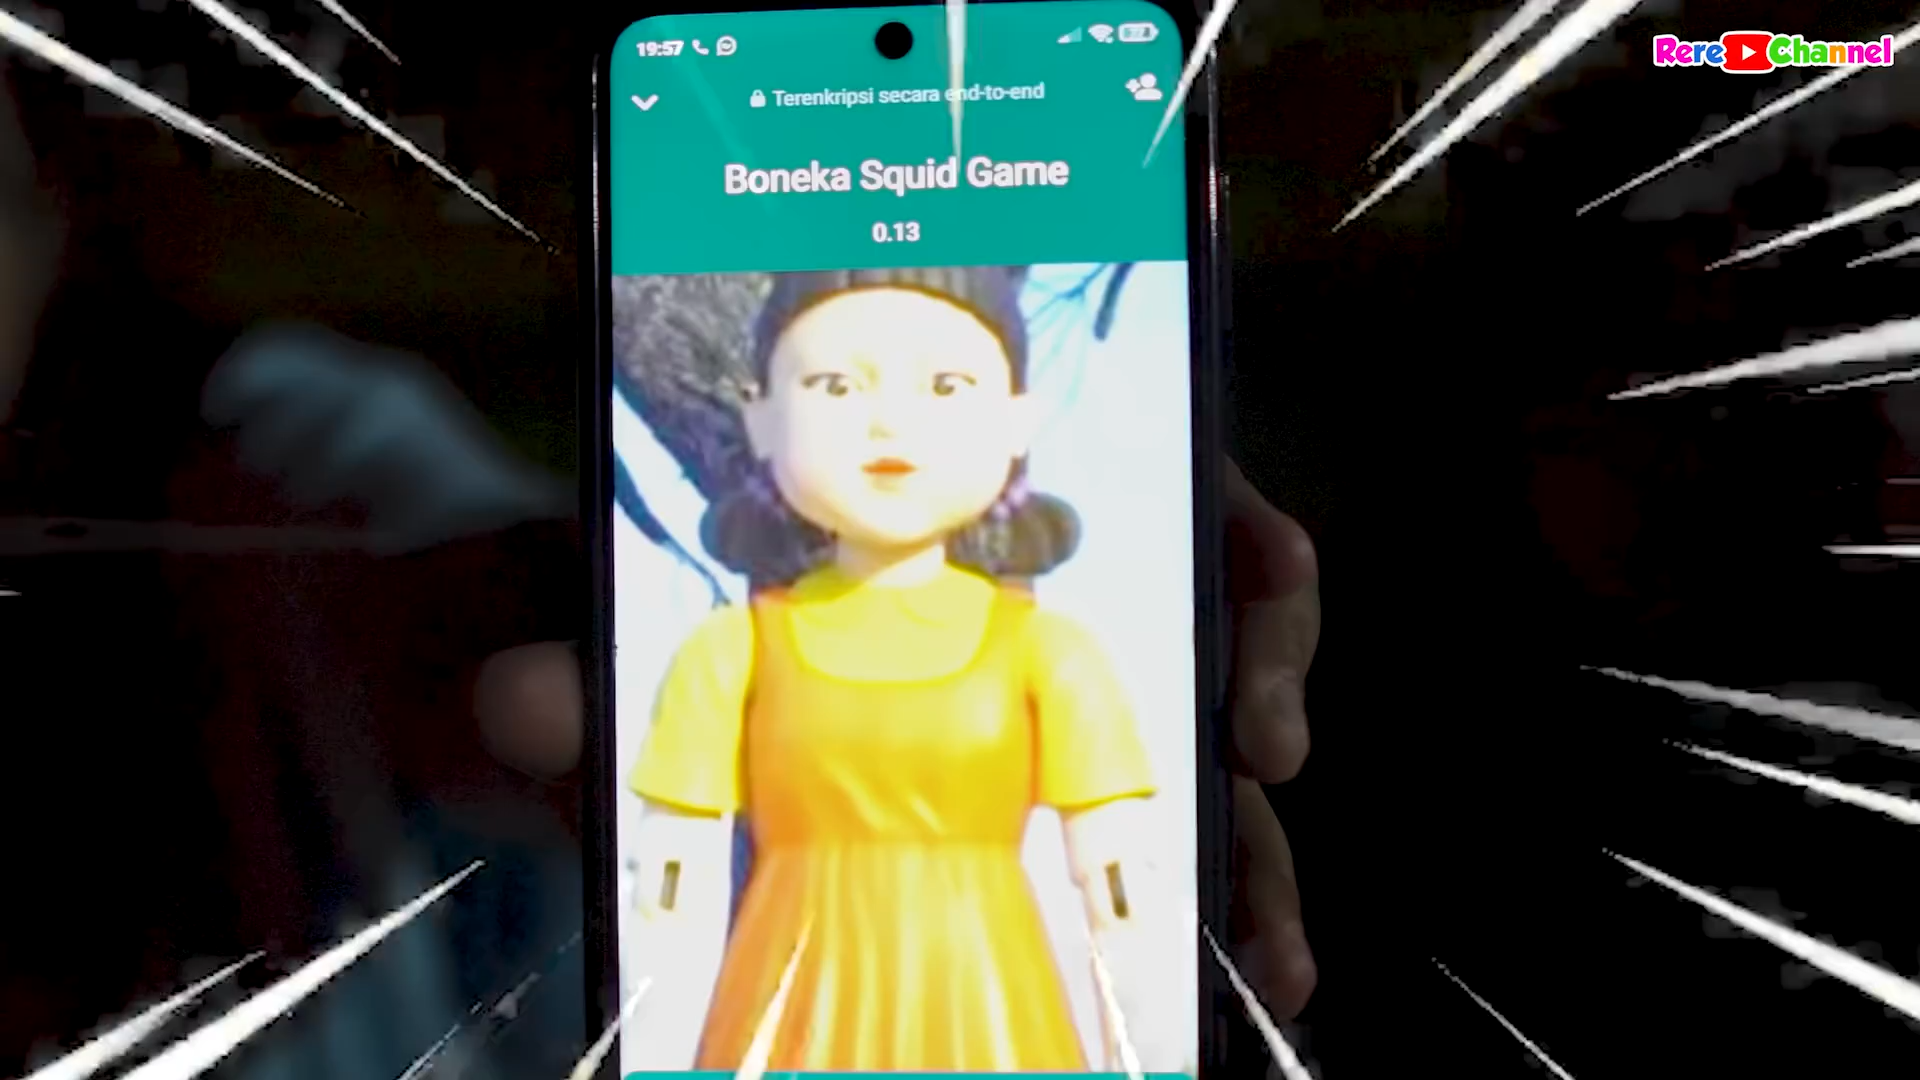 Rere Channel
19:57
Terenkripsi secara end-to-end
Boneka Squid Game
0.13